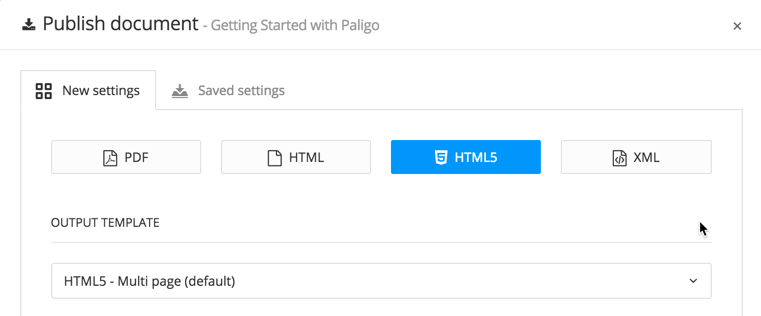 Publish document - Getting Started with Paligo ×
New settings Saved settings
PDF HTML HTML5 XML
OUTPUT TEMPLATE
HTML5 - Multi page (default)